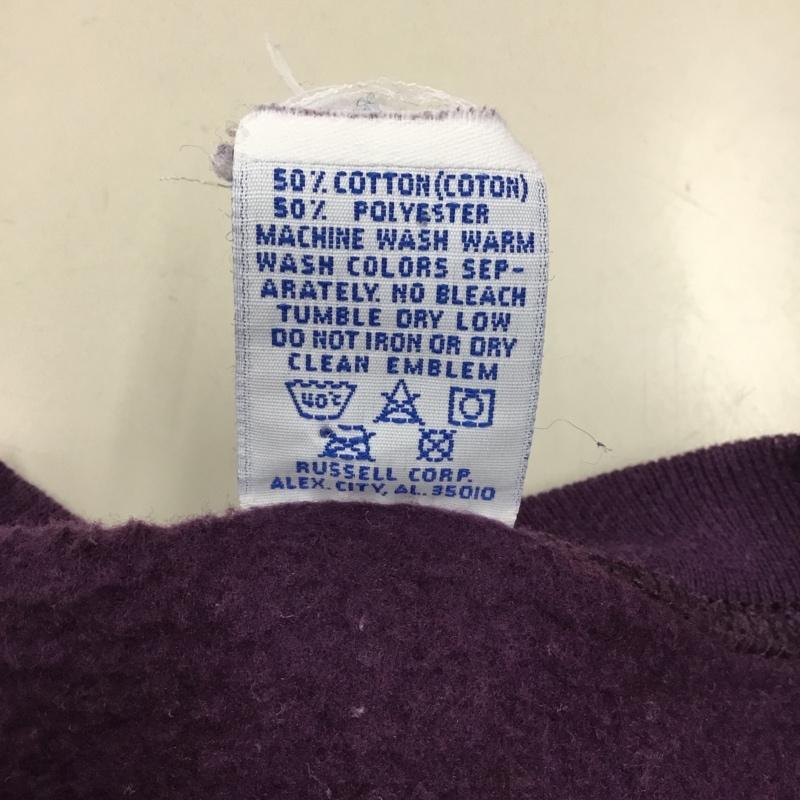 50% COTTON (COTON)
50% POLYESTER
MACHINE WASH WARM
WASH COLORS SEP-
ARATELY. NO BLEACH
TUMBLE DRY LOW
DO NOT IRON OR DRY
CLEAN EMBLEM
40℃
RUSSELL CORP.
ALEX. CITY, AL. 35010